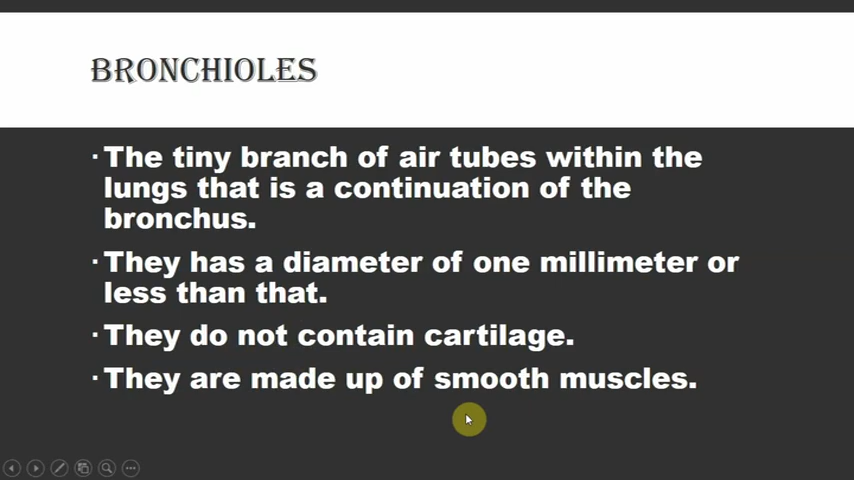 BRONCHIOLES
· The tiny branch of air tubes within the
lungs that is a continuation of the
bronchus.
· They has a diameter of one millimeter or
less than that.
· They do not contain cartilage.
· They are made up of smooth muscles.